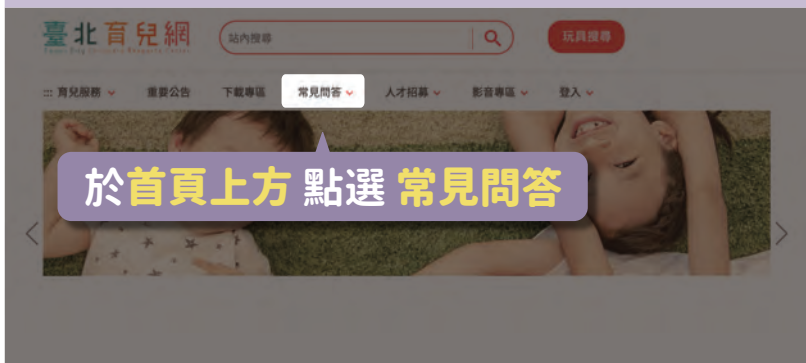 臺北育兒網
站內搜尋
玩具搜尋
::: 育兒服務
重要公告
下載專區
常見問答
人才招募
影音專區
登入
於首頁上方 點選 常見問答